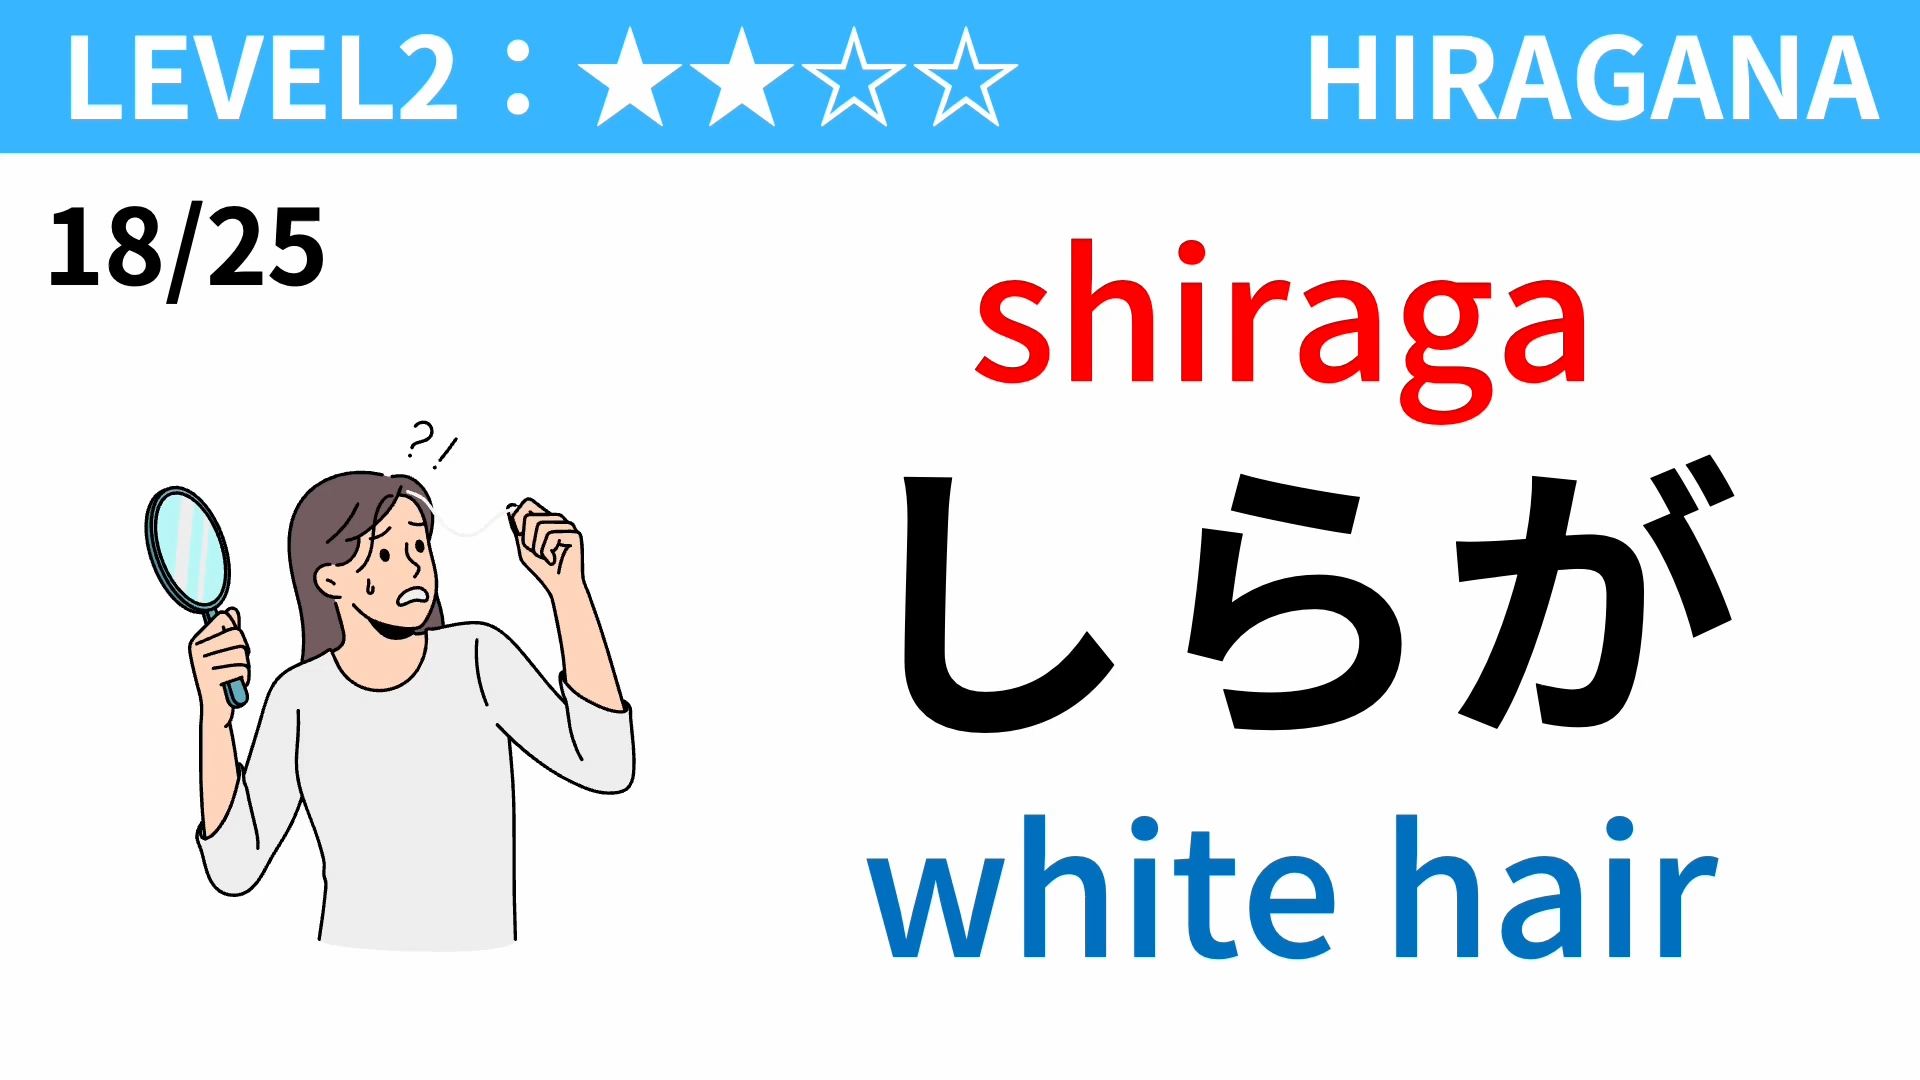 LEVEL2：★★☆☆ HIRAGANA
18/25
shiraga
しらが
white hair
?!